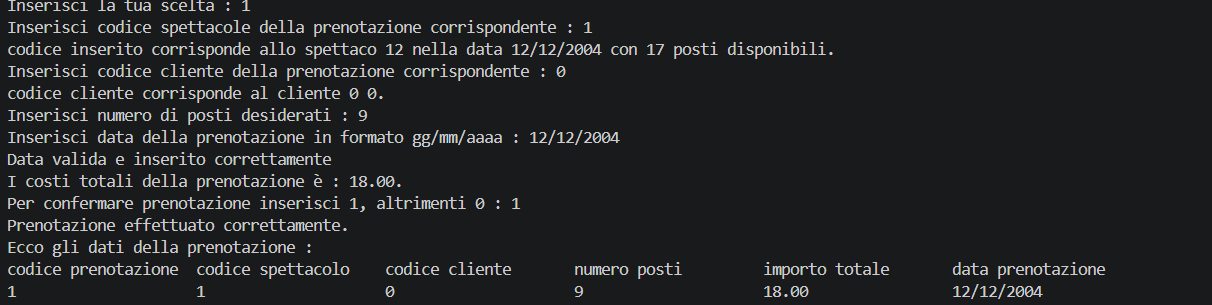 Inserisci la tua scelta : 1
Inserisci codice spettacole della prenotazione corrispondente : 1
codice inserito corrisponde allo spettaco 12 nella data 12/12/2004 con 17 posti disponibili.
Inserisci codice cliente della prenotazione corrispondente : 0
codice cliente corrisponde al cliente 0 0.
Inserisci numero di posti desiderati : 9
Inserisci data della prenotazione in formato gg/mm/aaaa : 12/12/2004
Data valida e inserito correttamente
I costi totali della prenotazione è : 18.00.
Per confermare prenotazione inserisci 1, altrimenti 0 : 1
Prenotazione effettuato correttamente.
Ecco gli dati della prenotazione :
codice prenotazione codice spettacolo codice cliente numero posti importo totale data prenotazione
1 1 0 9 18.00 12/12/2004